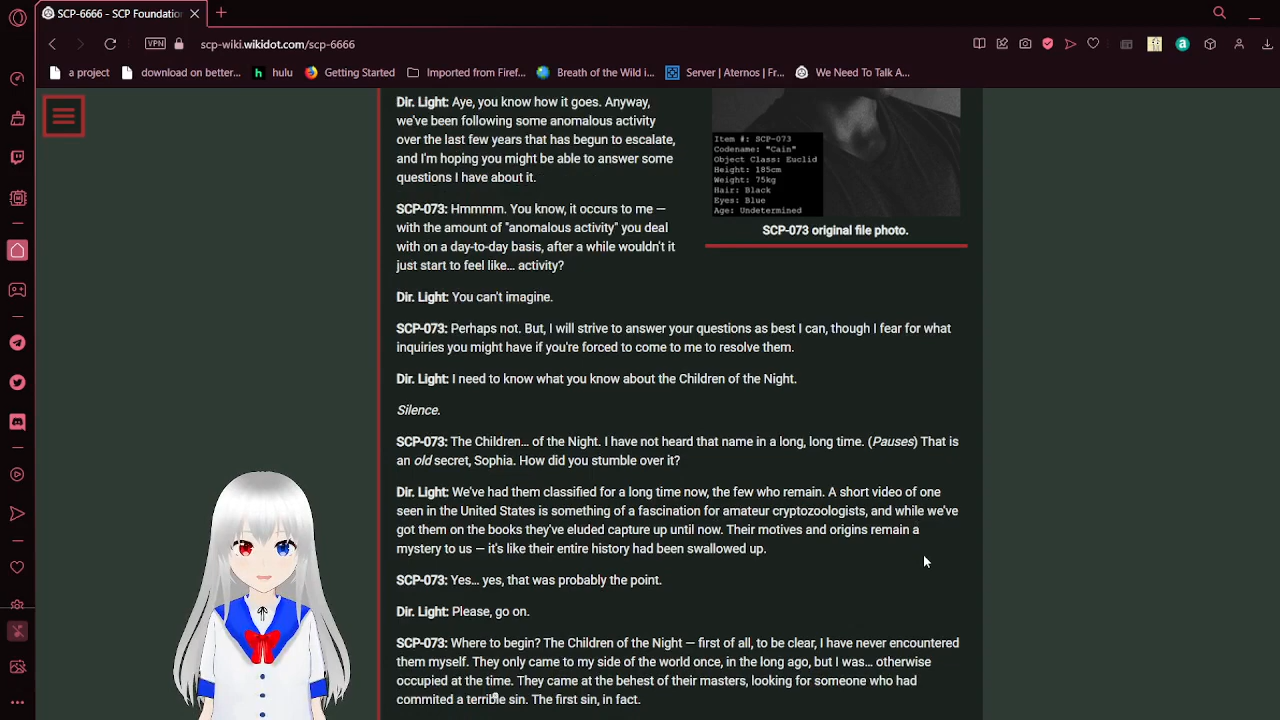 SCP-6666 - SCP Foundation
VPN
scp-wiki.wikidot.com/scp-6666
a project
download on better...
hulu
Getting Started
Imported from Firef...
Breath of the Wild i...
Server | Aternos | Fr...
We Need To Talk A...
Dir. Light: Aye, you know how it goes. Anyway,
we've been following some anomalous activity
over the last few years that has begun to escalate,
and I'm hoping you might be able to answer some
questions I have about it.
Item #: SCP-073
Codename: "Cain"
Object Class: Euclid
Height: 185cm
Weight: 75kg
Hair: Black
Eyes: Blue
Age: Undetermined
SCP-073 original file photo.
SCP-073: Hmmmm. You know, it occurs to me —
with the amount of "anomalous activity" you deal
with on a day-to-day basis, after a while wouldn't it
just start to feel like... activity?
Dir. Light: You can't imagine.
SCP-073: Perhaps not. But, I will strive to answer your questions as best I can, though I fear for what
inquiries you might have if you're forced to come to me to resolve them.
Dir. Light: I need to know what you know about the Children of the Night.
Silence.
SCP-073: The Children... of the Night. I have not heard that name in a long, long time. (Pauses) That is
an old secret, Sophia. How did you stumble over it?
Dir. Light: We've had them classified for a long time now, the few who remain. A short video of one
seen in the United States is something of a fascination for amateur cryptozoologists, and while we've
got them on the books they've eluded capture up until now. Their motives and origins remain a
mystery to us — it's like their entire history had been swallowed up.
SCP-073: Yes... yes, that was probably the point.
Dir. Light: Please, go on.
SCP-073: Where to begin? The Children of the Night — first of all, to be clear, I have never encountered
them myself. They only came to my side of the world once, in the long ago, but I was... otherwise
occupied at the time. They came at the behest of their masters, looking for someone who had
commited a terrible sin. The first sin, in fact.